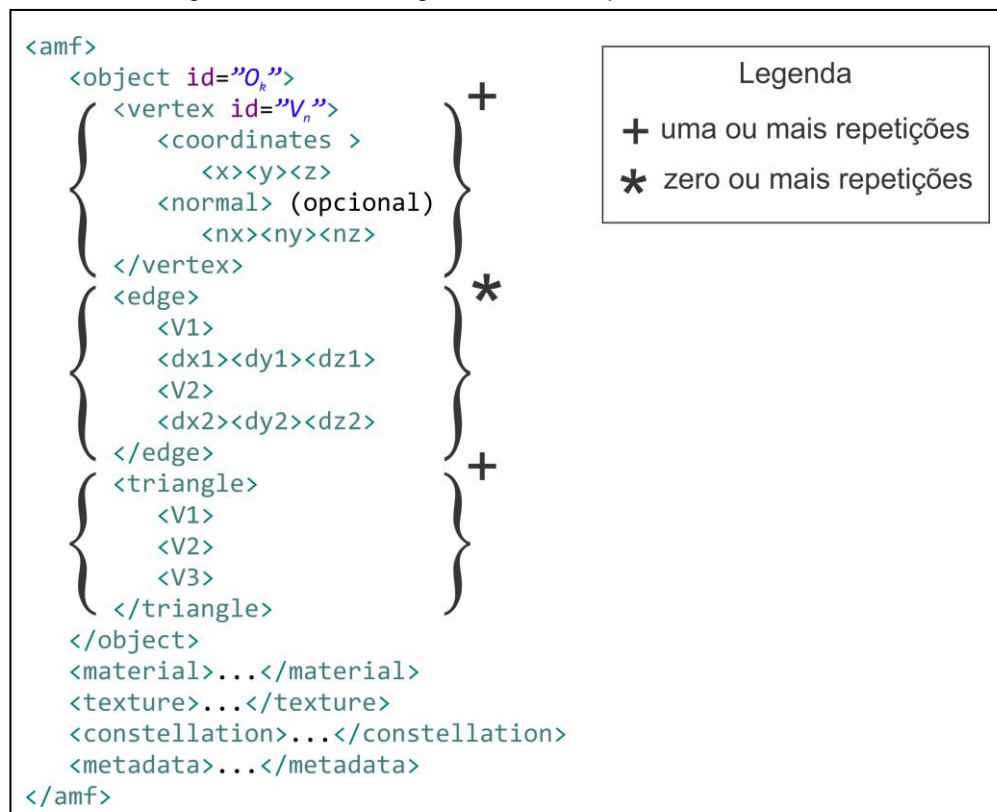 <amf>
<object id="Ok">
<vertex id="Vn"> +
<coordinates >
<x><y><z>
<normal> (opcional)
<nx><ny><nz>
</vertex>
<edge> *
<V1>
<dx1><dy1><dz1>
<V2>
<dx2><dy2><dz2>
</edge>
<triangle> +
<V1>
<V2>
<V3>
</triangle>
</object>
<material>...</material>
<texture>...</texture>
<constellation>...</constellation>
<metadata>...</metadata>
</amf>
Legenda
+ uma ou mais repetições
* zero ou mais repetições